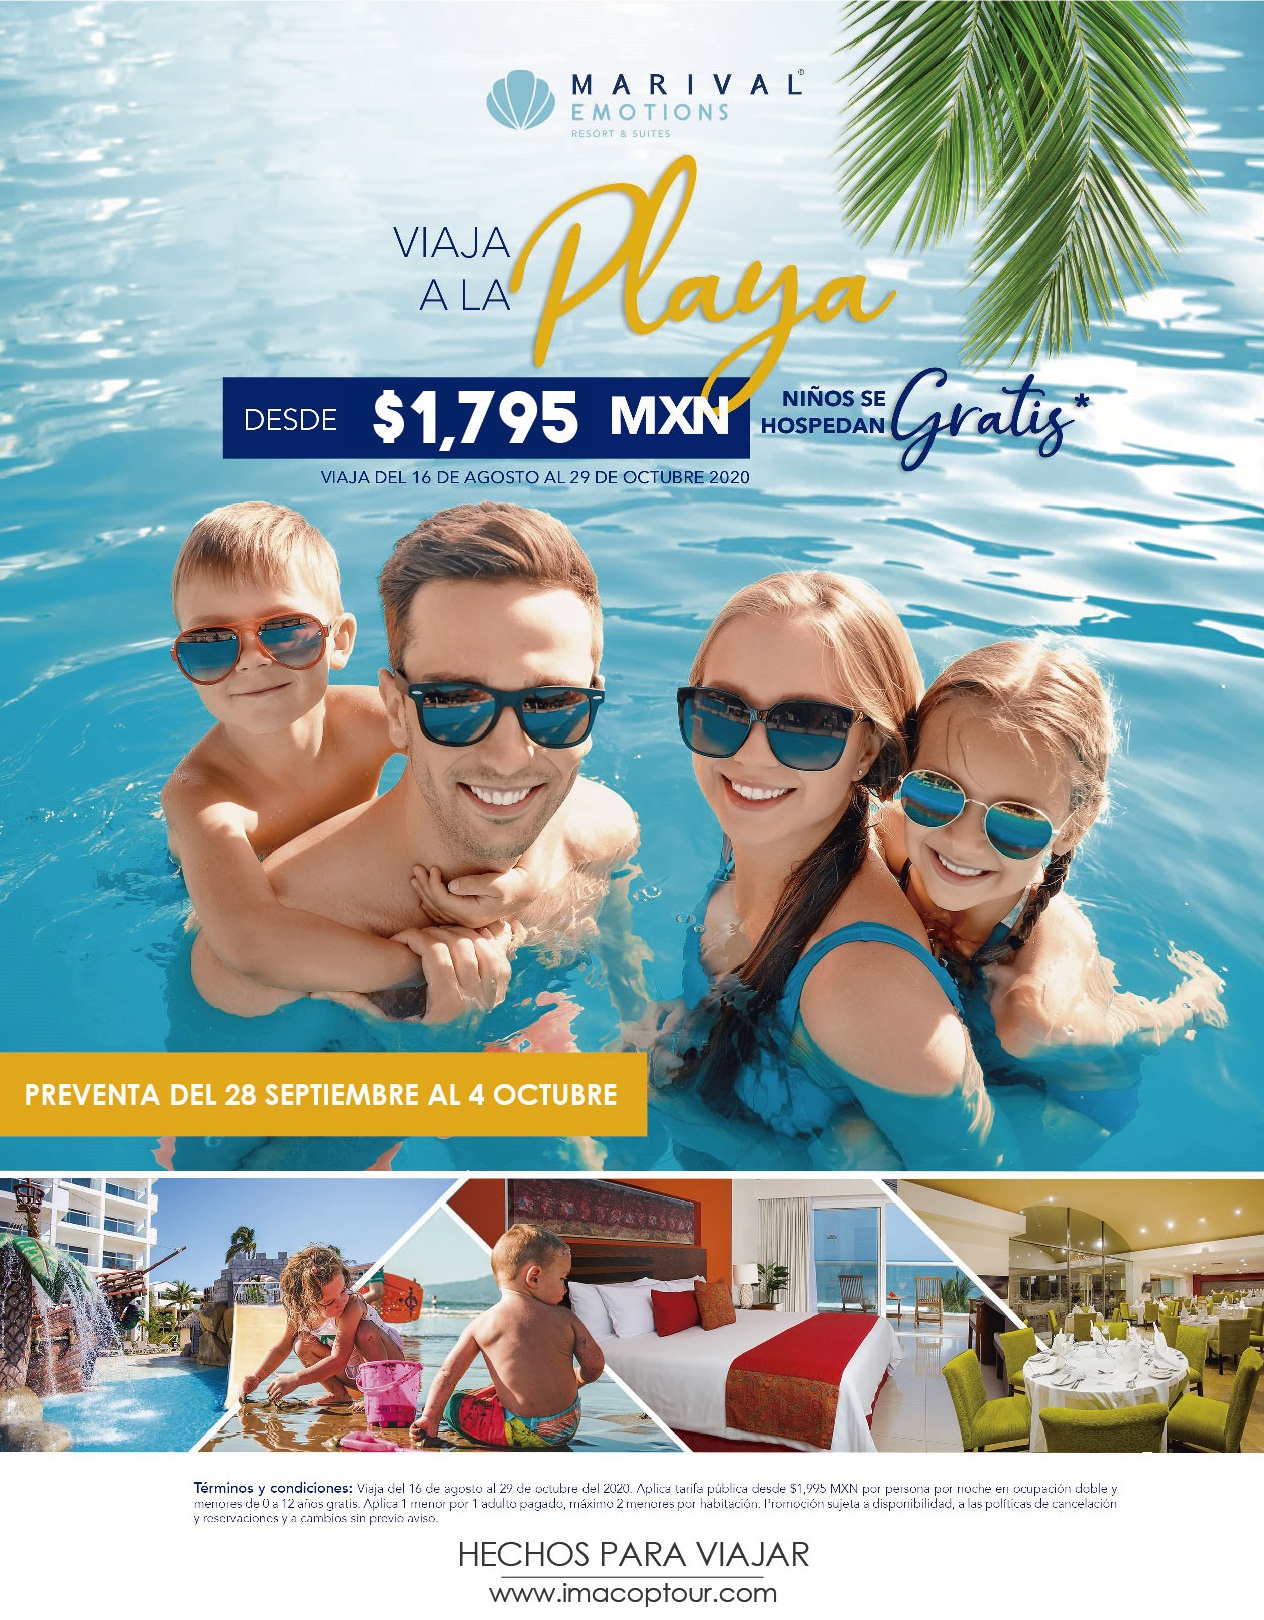 MARIVAL®
EMOTIONS
RESORT & SUITES
VIAJA
A LA Playa
DESDE $1,795 MXN
NIÑOS SE
HOSPEDAN Gratis*
VIAJA DEL 16 DE AGOSTO AL 29 DE OCTUBRE 2020
PREVENTA DEL 28 SEPTIEMBRE AL 4 OCTUBRE
Términos y condiciones: Viaja del 16 de agosto al 29 de octubre del 2020. Aplica tarifa pública desde $1,995 MXN por persona por noche en ocupación doble y
menores de 0 a 12 años gratis. Aplica 1 menor por 1 adulto pagado, máximo 2 menores por habitación. Promoción sujeta a disponibilidad, a las políticas de cancelación
y reservaciones y a cambios sin previo aviso.
HECHOS PARA VIAJAR
www.imacoptour.com